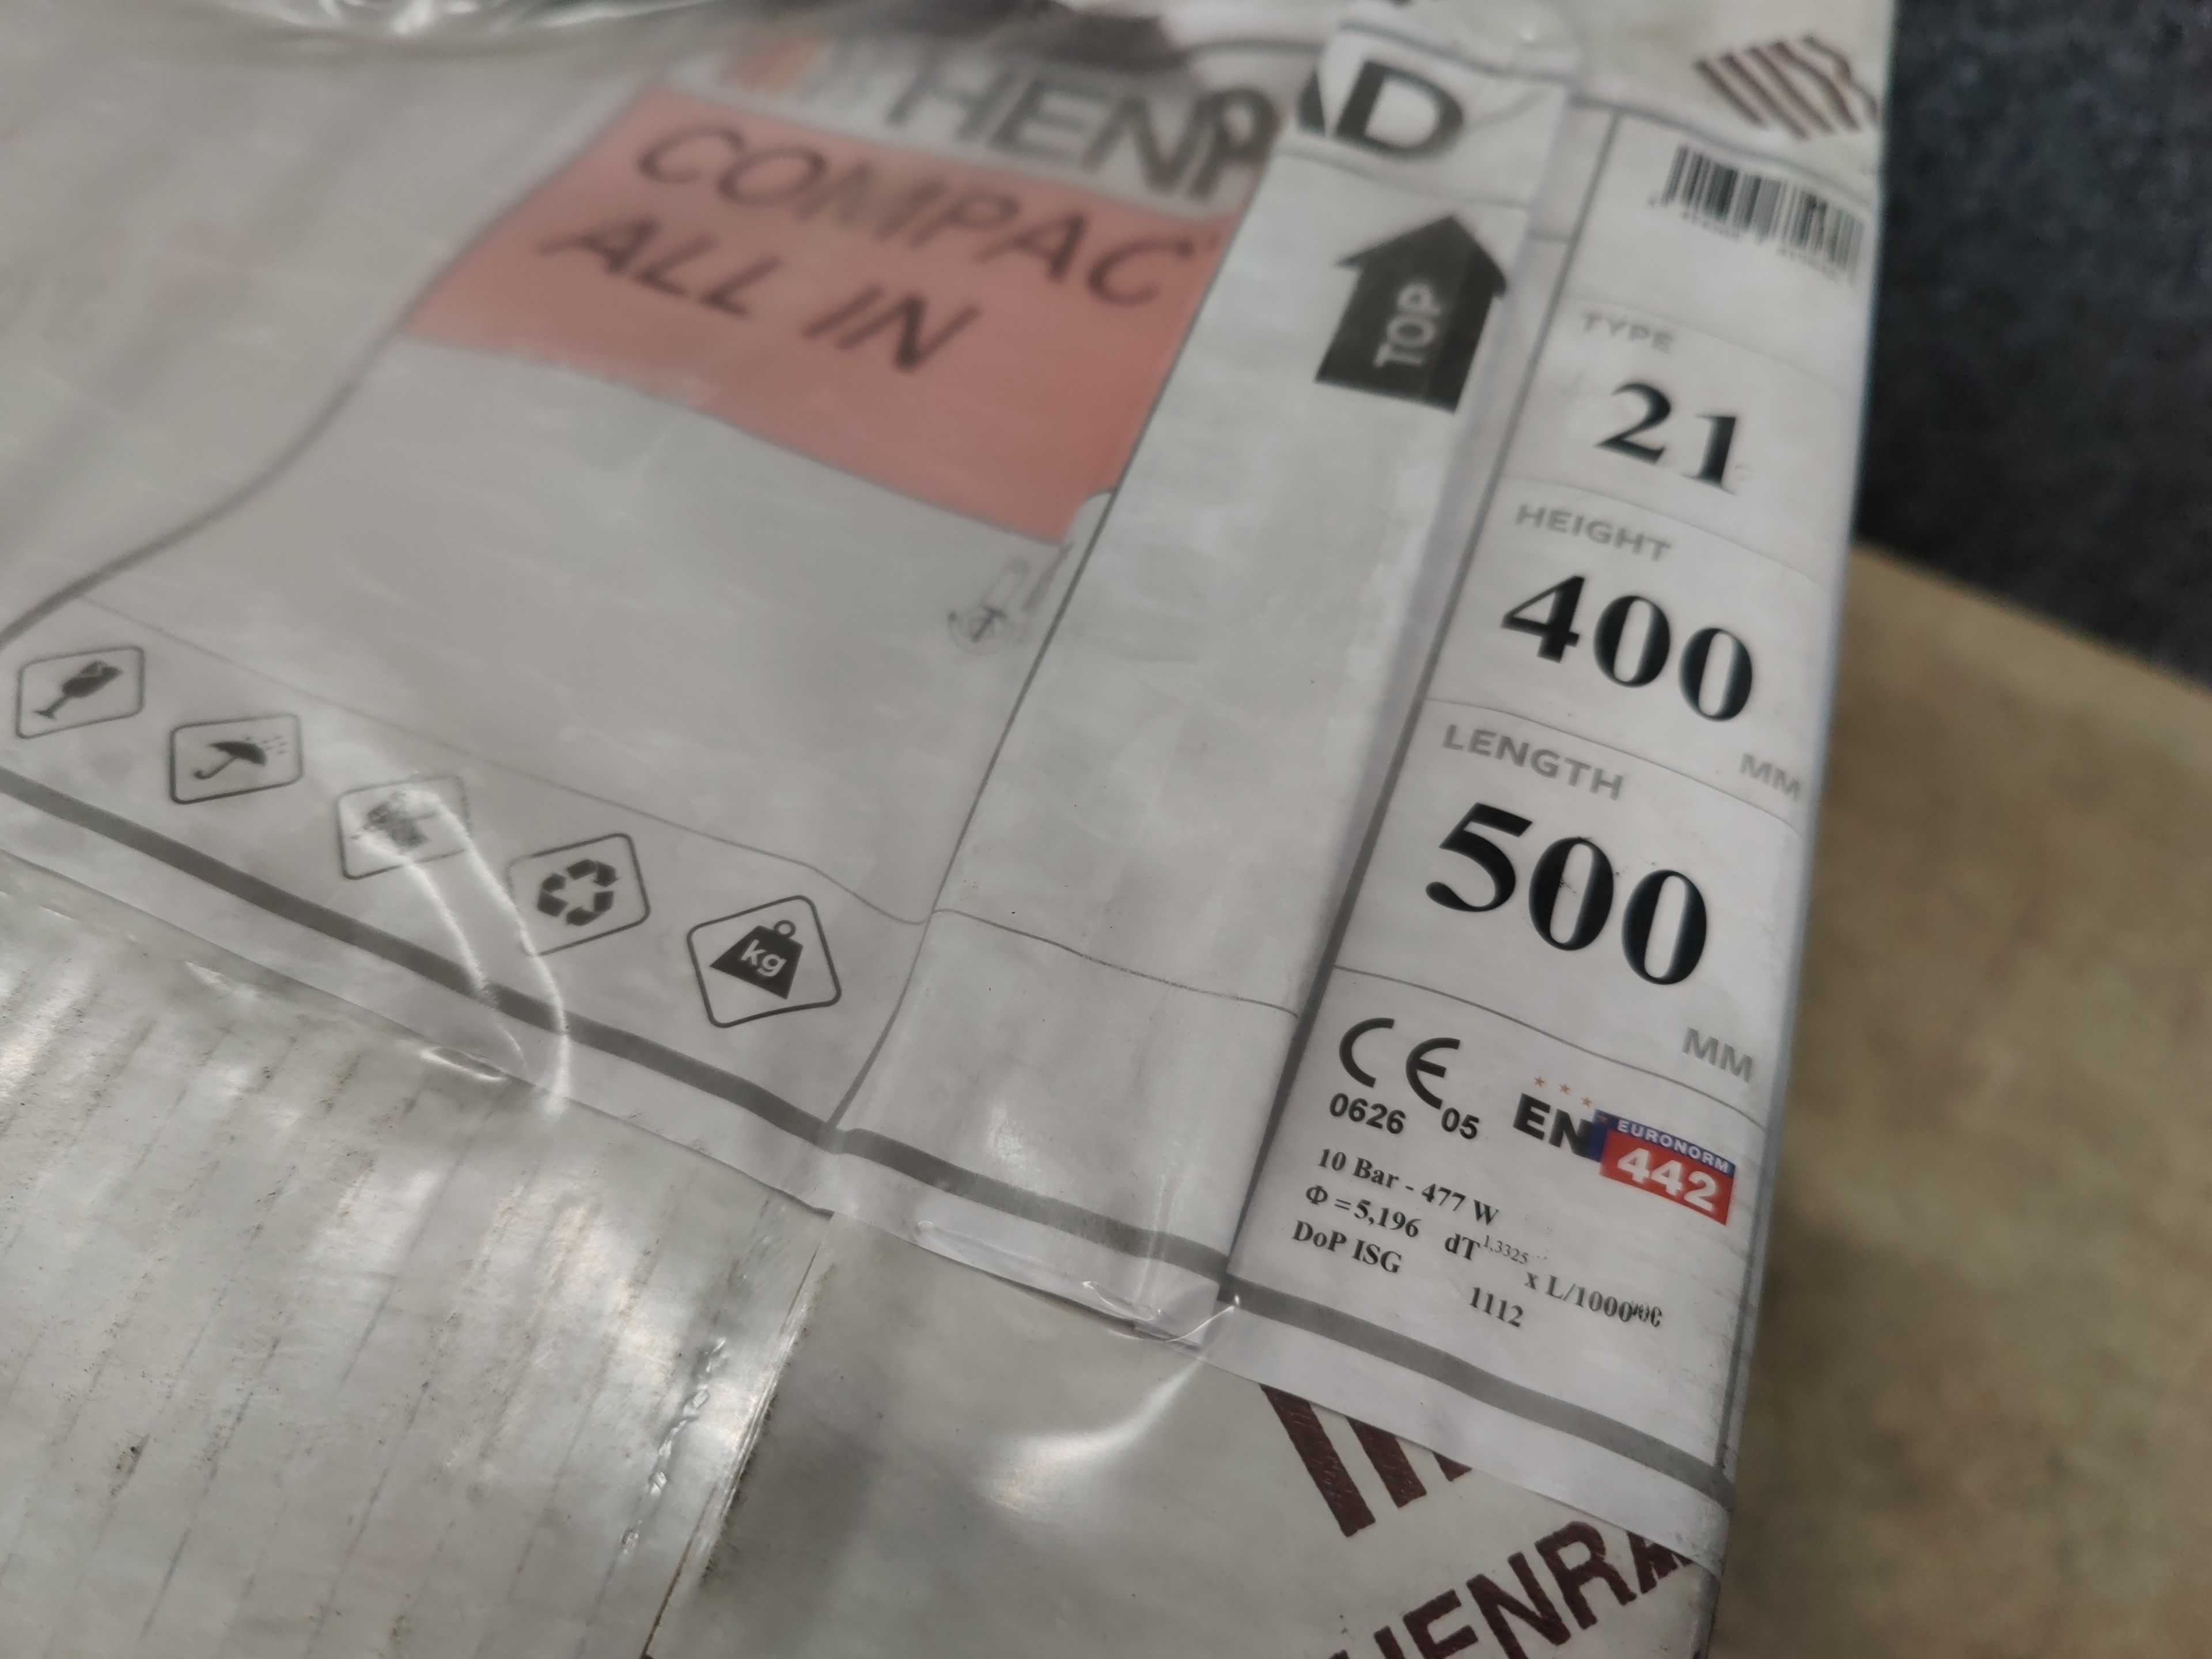 HENRAD
COMPAC
ALL IN
TOP
TYPE
21
HEIGHT
400
MM
LENGTH
500
MM
kg
CE
0626 05
EN EURONORM
442
10 Bar - 477 W
Φ = 5,196 dT1,3325 x L/1000
DoP ISG 1112
HENRA